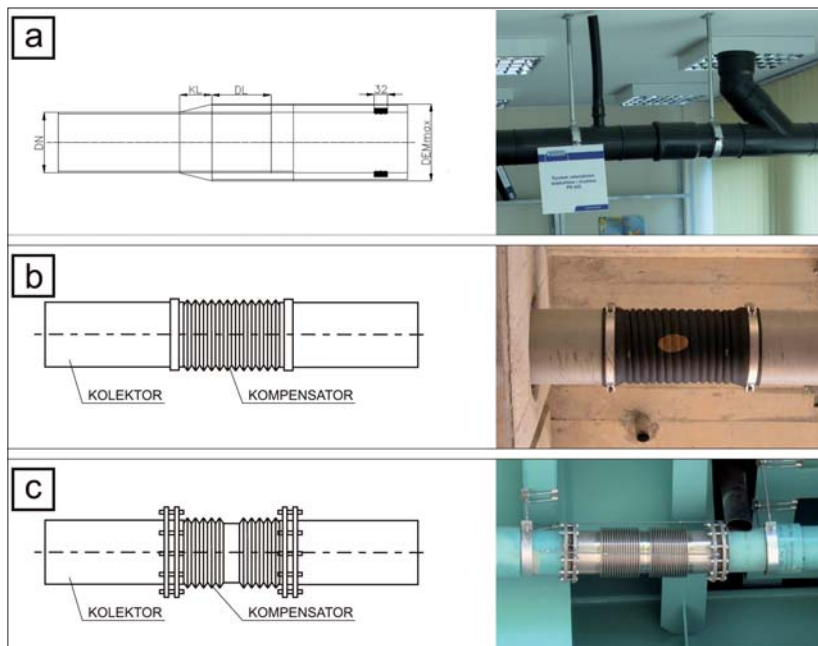 a
KL
DL
32
DN
DEMmax
b
KOLEKTOR
KOMPENSATOR
c
KOLEKTOR
KOMPENSATOR